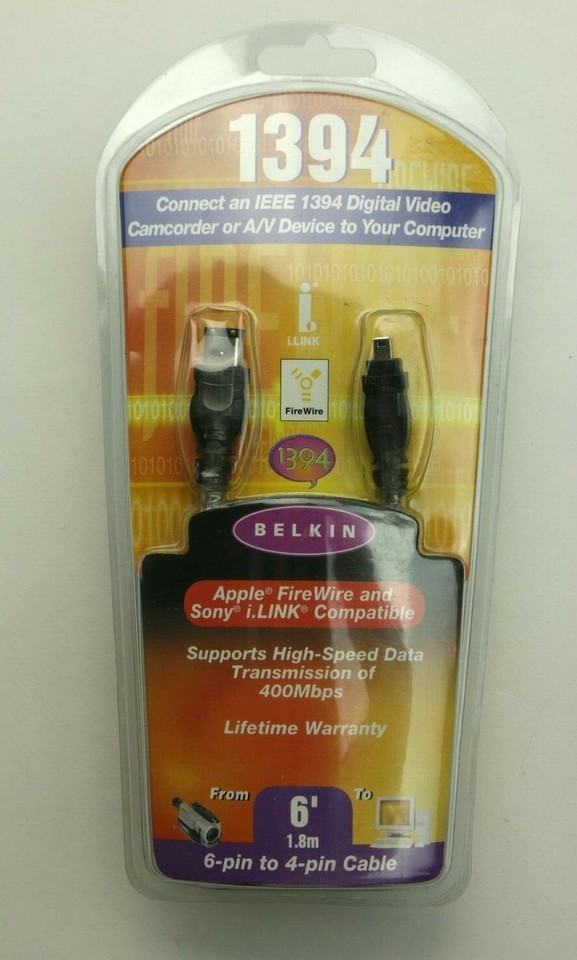 1394
Connect an IEEE 1394 Digital Video
Camcorder or A/V Device to Your Computer
FIRE
1010101010101001010
i.LINK
FireWire
1394
BELKIN
Apple® FireWire and
Sony® i.LINK® Compatible
Supports High-Speed Data
Transmission of
400Mbps
Lifetime Warranty
From
6'
To
1.8m
6-pin to 4-pin Cable